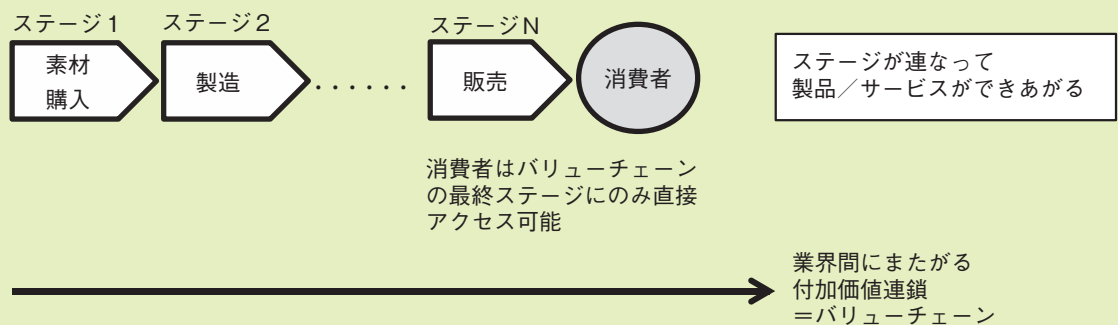 ステージ1
ステージ2
ステージN
素材
購入
製造
......
販売
消費者
ステージが連なって
製品／サービスができあがる
消費者はバリューチェーン
の最終ステージにのみ直接
アクセス可能
業界間にまたがる
付加価値連鎖
＝バリューチェーン